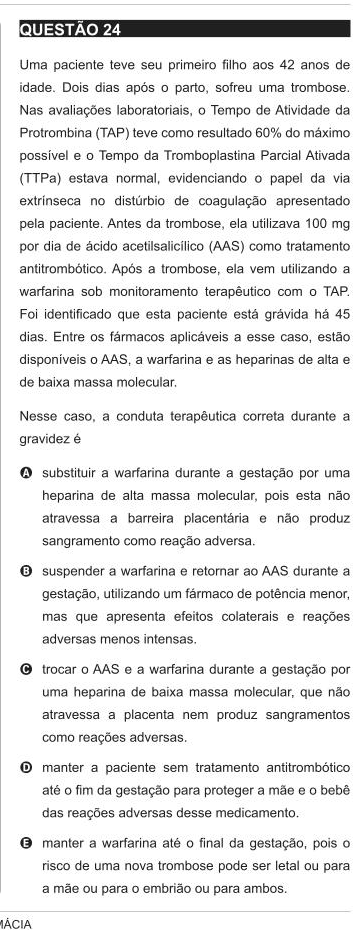 QUESTÃO 24
Uma paciente teve seu primeiro filho aos 42 anos de
idade. Dois dias após o parto, sofreu uma trombose.
Nas avaliações laboratoriais, o Tempo de Atividade da
Protrombina (TAP) teve como resultado 60% do máximo
possível e o Tempo da Tromboplastina Parcial Ativada
(TTPa) estava normal, evidenciando o papel da via
extrínseca no distúrbio de coagulação apresentado
pela paciente. Antes da trombose, ela utilizava 100 mg
por dia de ácido acetilsalicílico (AAS) como tratamento
antitrombótico. Após a trombose, ela vem utilizando a
warfarina sob monitoramento terapêutico com o TAP.
Foi identificado que esta paciente está grávida há 45
dias. Entre os fármacos aplicáveis a esse caso, estão
disponíveis o AAS, a warfarina e as heparinas de alta e
de baixa massa molecular.
Nesse caso, a conduta terapêutica correta durante a
gravidez é
A substituir a warfarina durante a gestação por uma
heparina de alta massa molecular, pois esta não
atravessa a barreira placentária e não produz
sangramento como reação adversa.
B suspender a warfarina e retornar ao AAS durante a
gestação, utilizando um fármaco de potência menor,
mas que apresenta efeitos colaterais e reações
adversas menos intensas.
C trocar o AAS e a warfarina durante a gestação por
uma heparina de baixa massa molecular, que não
atravessa a placenta nem produz sangramentos
como reações adversas.
D manter a paciente sem tratamento antitrombótico
até o fim da gestação para proteger a mãe e o bebê
das reações adversas desse medicamento.
E manter a warfarina até o final da gestação, pois o
risco de uma nova trombose pode ser letal ou para
a mãe ou para o embrião ou para ambos.
MÁCIA